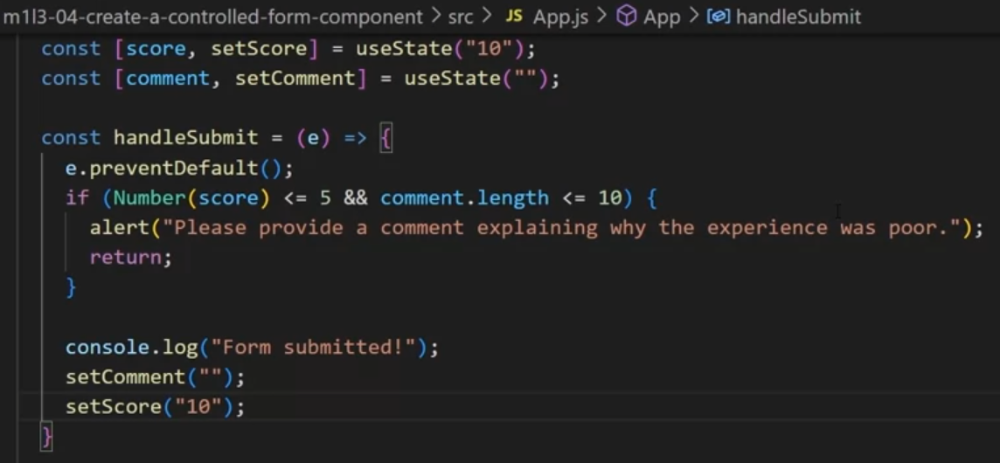 m1l3-04-create-a-controlled-form-component > src > JS App.js > App > handleSubmit
const [score, setScore] = useState("10");
const [comment, setComment] = useState("");
const handleSubmit = (e) => {
e.preventDefault();
if (Number(score) <= 5 && comment.length <= 10) {
alert("Please provide a comment explaining why the experience was poor.");
return;
}
console.log("Form submitted!");
setComment("");
setScore("10");
}